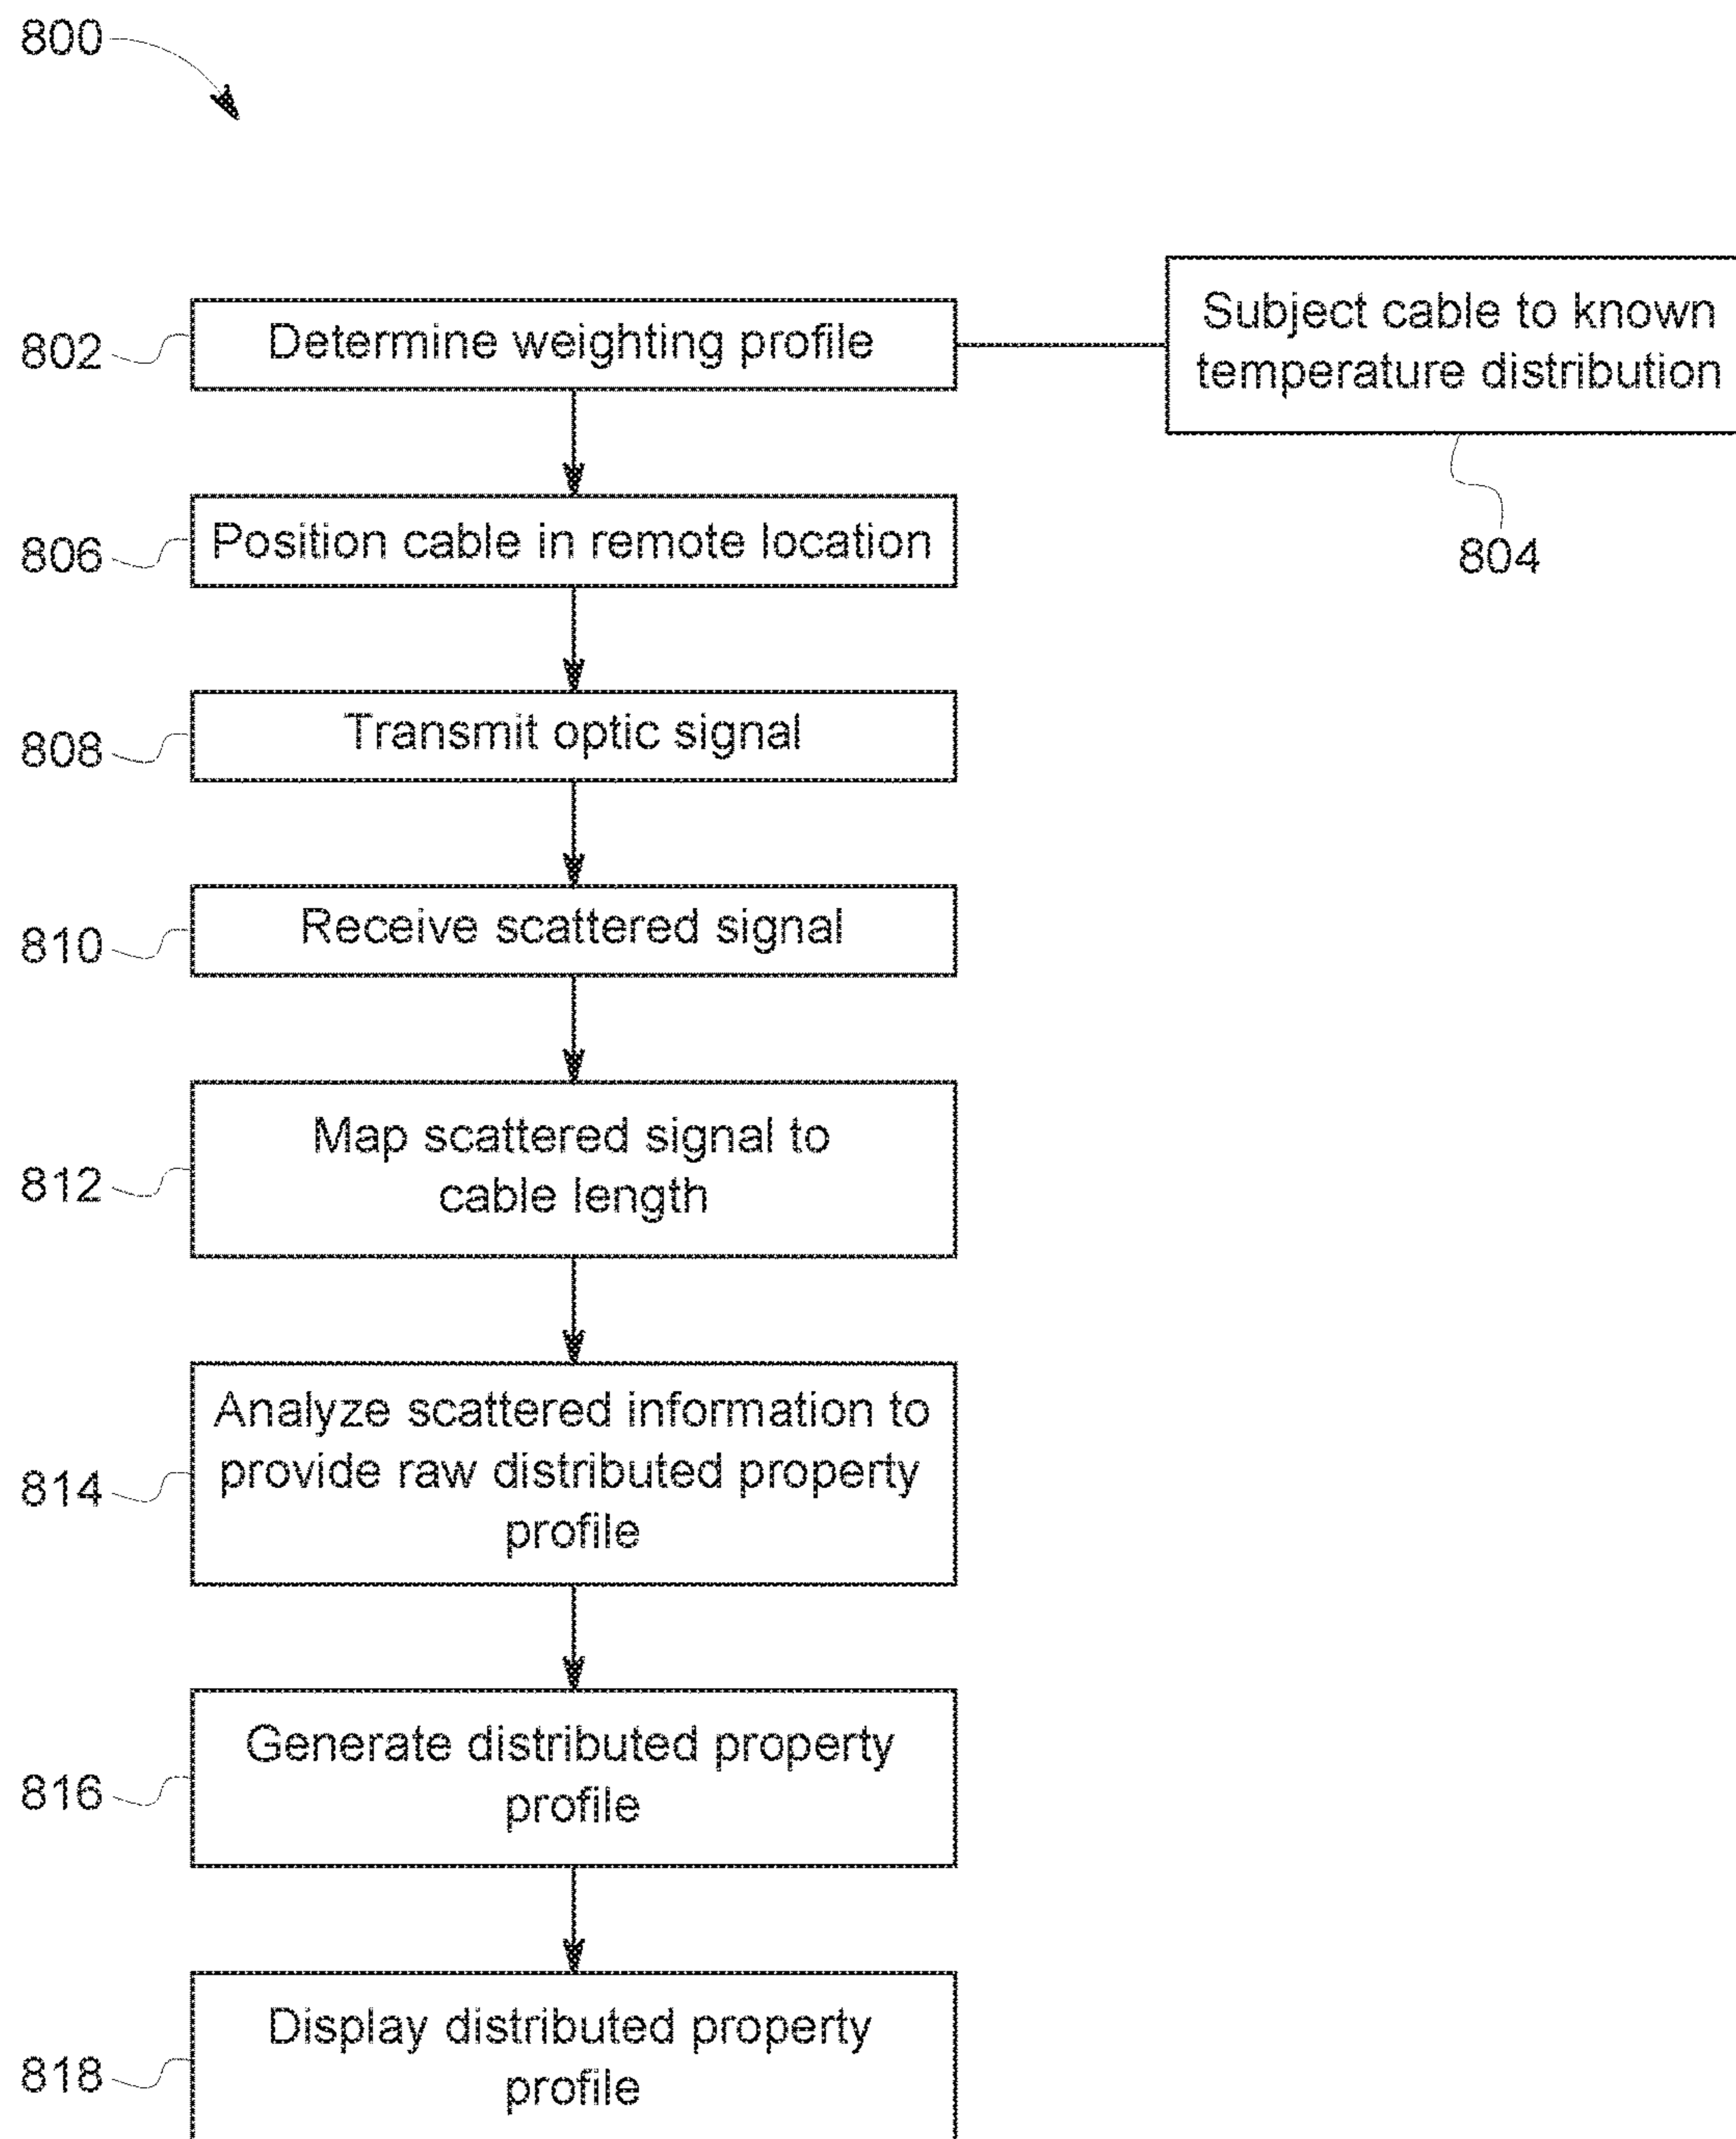 800
802
Determine weighting profile
Subject cable to known
temperature distribution
804
806
Position cable in remote location
808
Transmit optic signal
810
Receive scattered signal
812
Map scattered signal to
cable length
814
Analyze scattered information to
provide raw distributed property
profile
816
Generate distributed property
profile
818
Display distributed property
profile